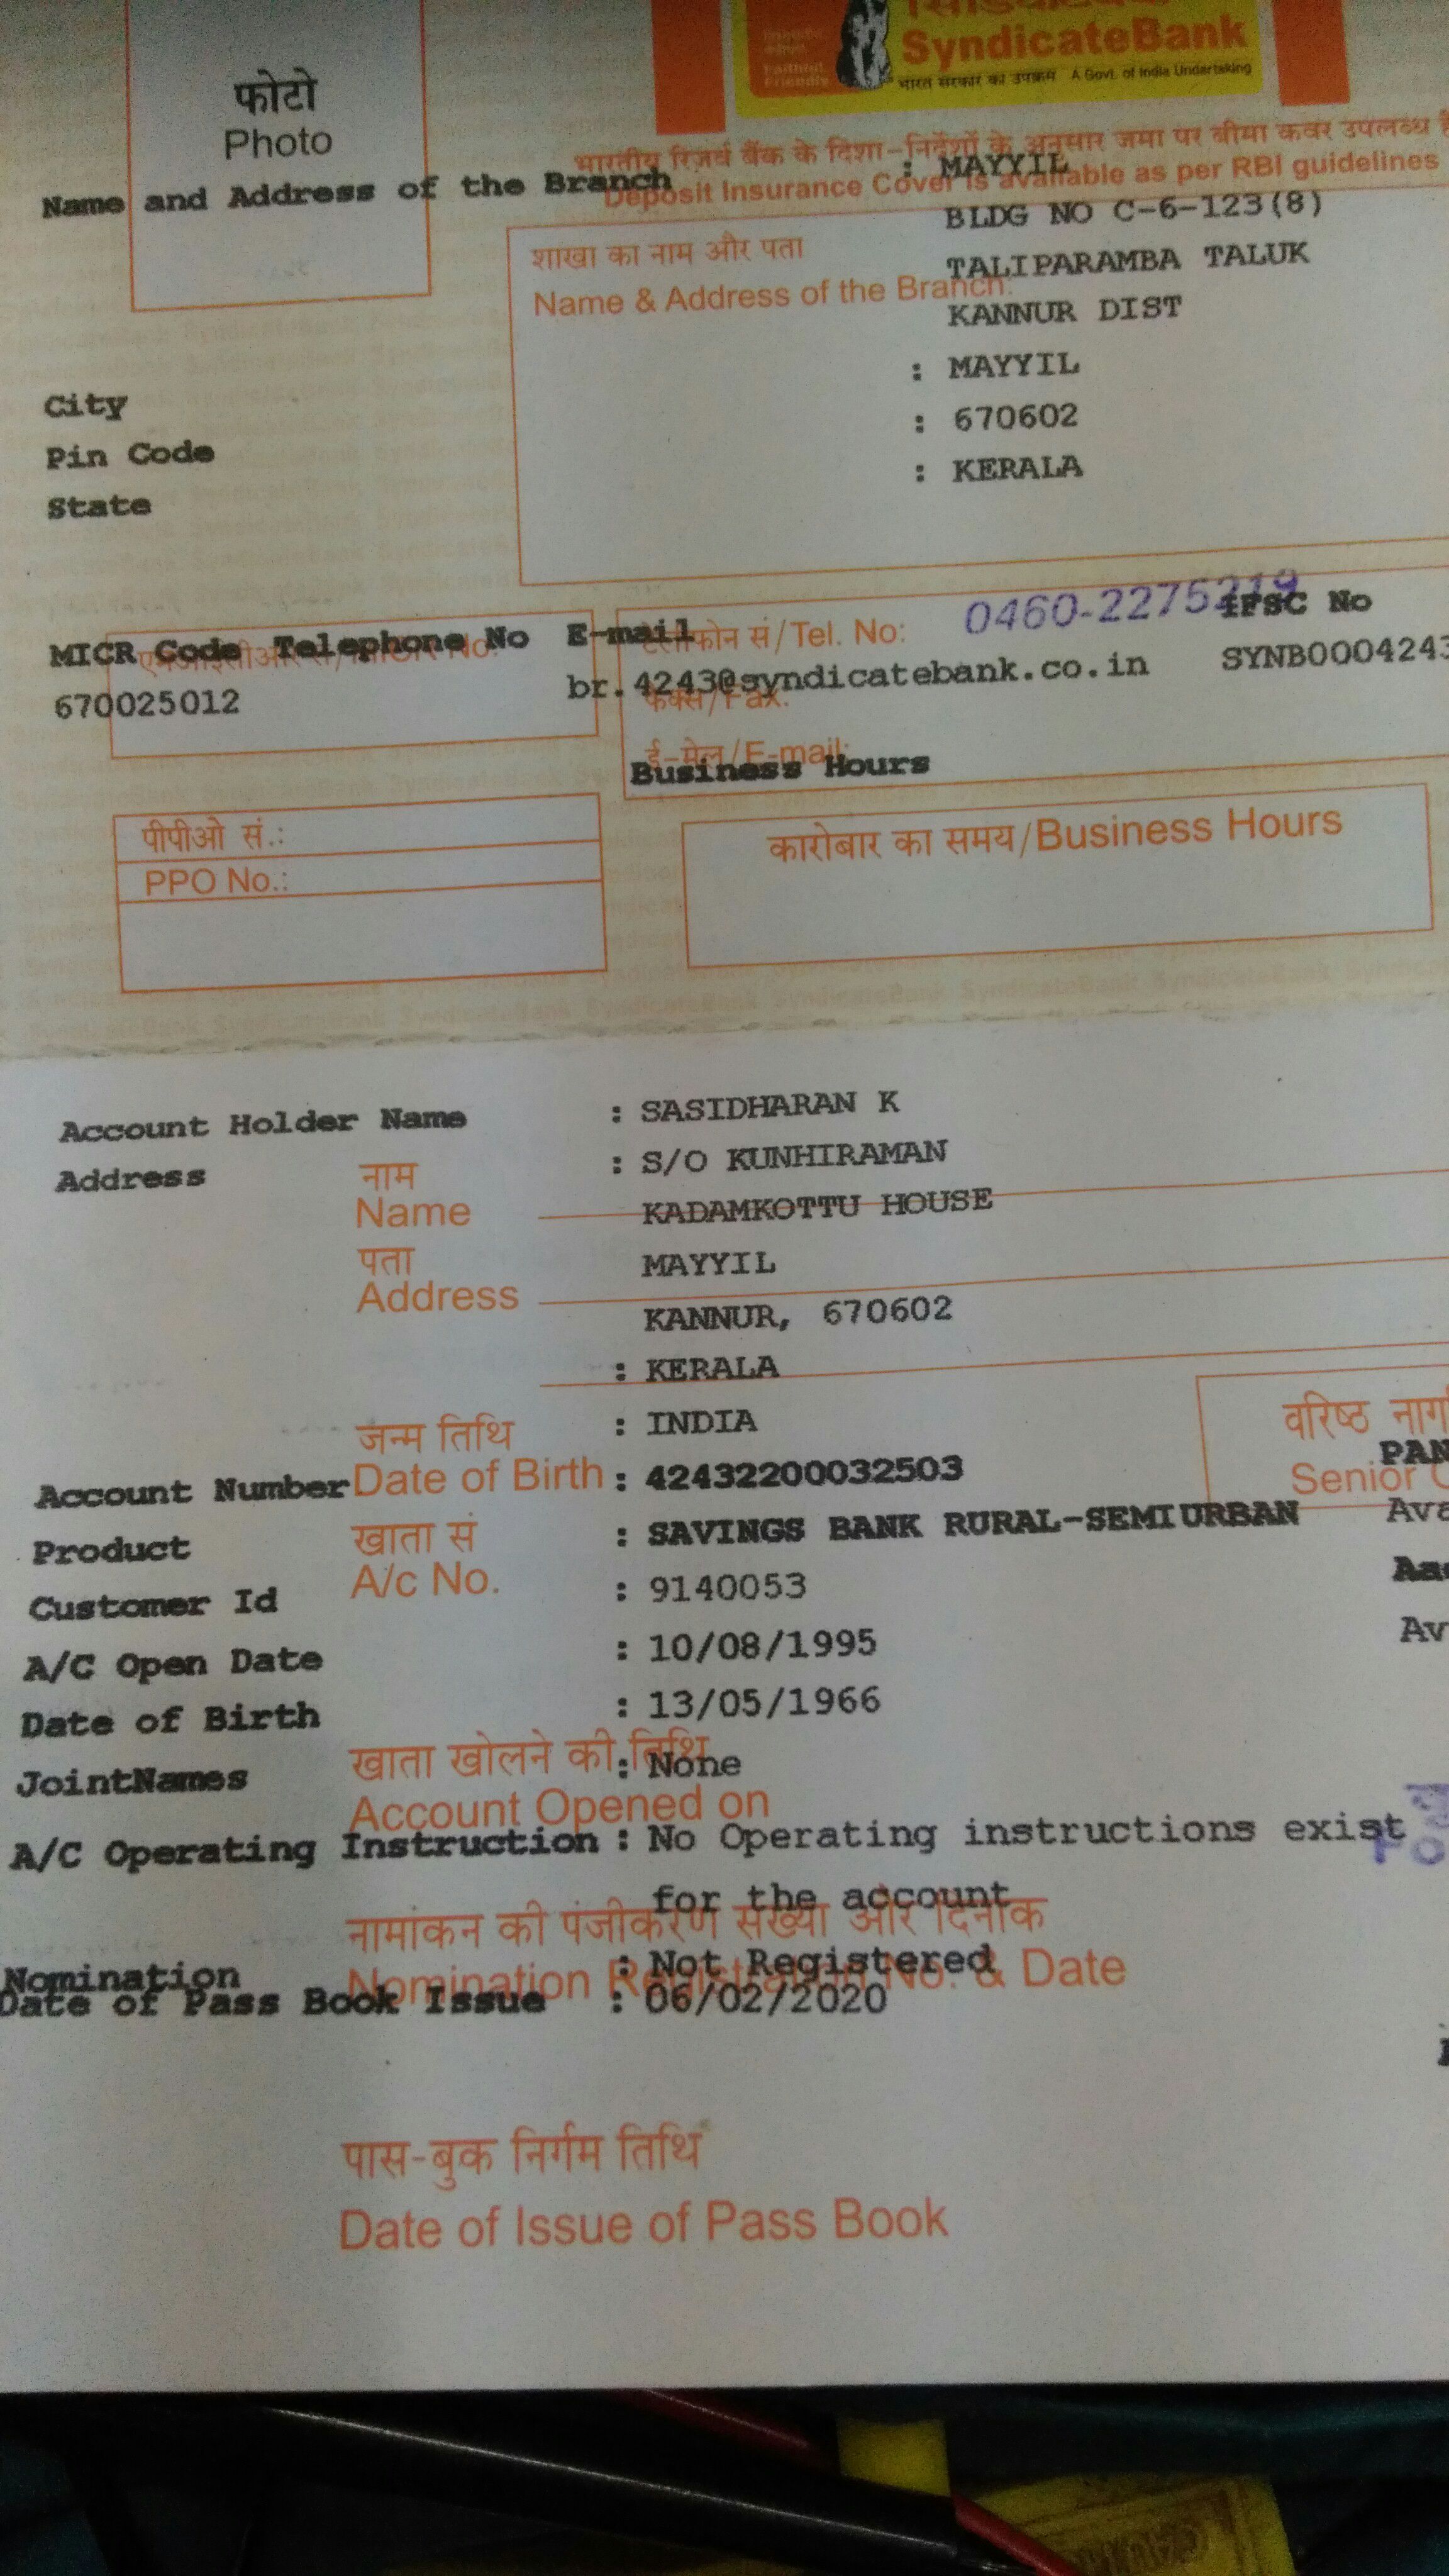 फोटो
Photo
SyndicateBank
भारत सरकार का उपक्रम A Govt. of India Undertaking
Faithful
Friendly
भारतीय रिज़र्व बैंक के दिशा-निर्देशों के अनुसार जमा पर बीमा कवर उपलब्ध
Deposit Insurance Cover is available as per RBI guidelines
Name and Address of the Branch : MAYYIL
BLDG NO C-6-123(8)
शाखा का नाम और पता
TALIPARAMBA TALUK
Name & Address of the Branch:
KANNUR DIST
City : MAYYIL
Pin Code : 670602
State : KERALA
0460-2275219
MICR Code Telephone No E-mail IFSC No
टेलीफोन सं/Tel. No:
670025012 br.4243@syndicatebank.co.in SYNB0004243
फैक्स/Fax:
ई-मेल/E-mail:
Business Hours
पीपीओ सं.:
PPO No.:
कारोबार का समय/Business Hours
Account Holder Name : SASIDHARAN K
Address : S/O KUNHIRAMAN
नाम
Name
KADAMKOTTU HOUSE
पता
MAYYIL
Address
KANNUR, 670602
: KERALA
जन्म तिथि
: INDIA
वरिष्ठ
PAN
Senior
Date of Birth
Account Number : 42432200032503
Product : SAVINGS BANK RURAL-SEMIURBAN
खाता सं
A/c No.
Customer Id : 9140053
A/C Open Date : 10/08/1995
Date of Birth : 13/05/1966
खाता खोलने की तिथि
JointNames : None
Account Opened on
A/C Operating Instruction : No Operating instructions exist
for the account
नामांकन की पंजीकरण संख्या और दिनांक
Nomination : Not Registered
Nomination Registration No. & Date
Date of Pass Book Issue : 06/02/2020
पास-बुक निर्गम तिथि
Date of Issue of Pass Book